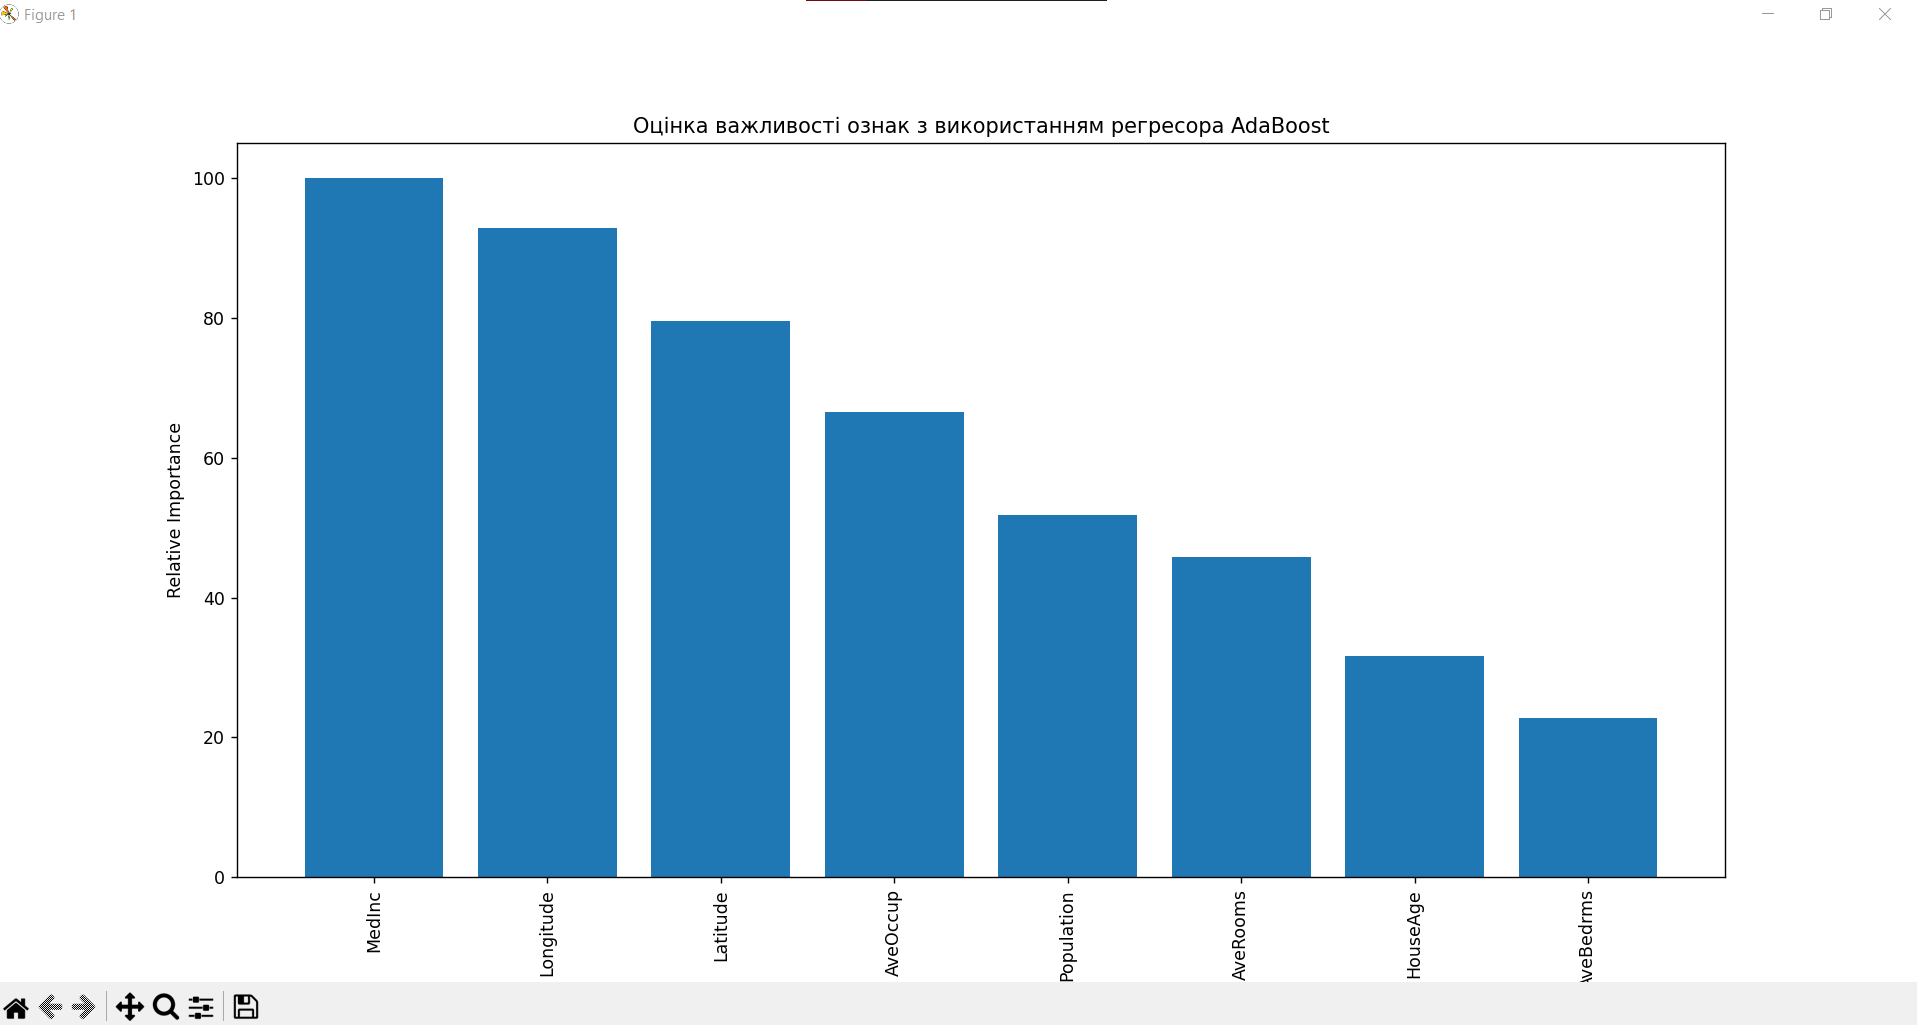 Figure 1
Оцінка важливості ознак з використанням регресора AdaBoost
100
80
60
40
20
0
Relative Importance
MedInc
Longitude
Latitude
AveOccup
Population
AveRooms
HouseAge
AveBedrms